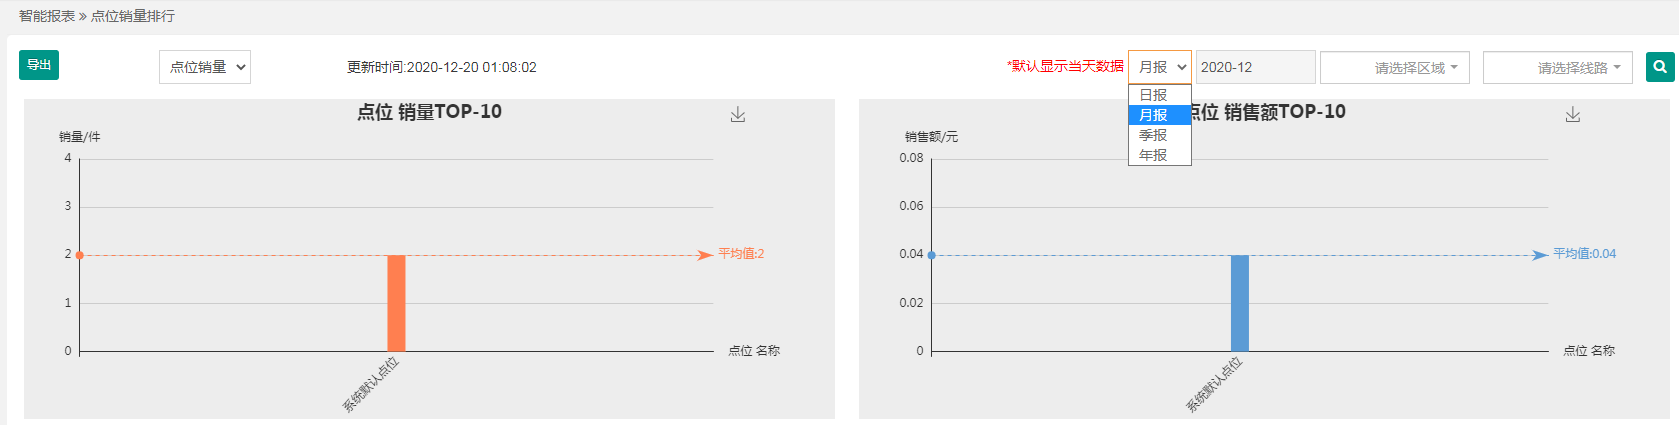 智能报表 » 点位销量排行
导出
点位销量
更新时间:2020-12-20 01:08:02
*默认显示当天数据
月报
2020-12
请选择区域
请选择线路
日报
月报
季报
年报
点位 销量TOP-10
销量/件
4
3
2
1
0
平均值:2
点位 名称
系统默认点位
点位 销售额TOP-10
销售额/元
0.08
0.06
0.04
0.02
0
平均值:0.04
点位 名称
系统默认点位